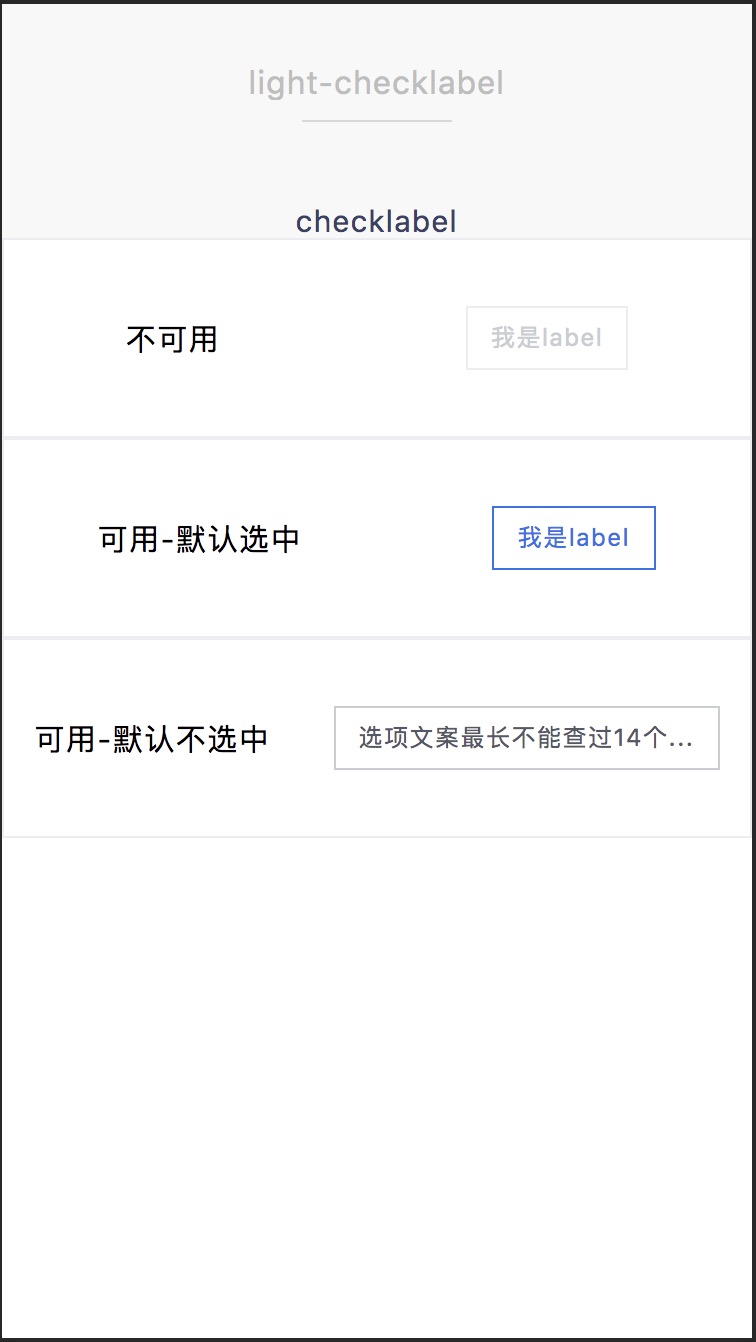 light-checklabel
checklabel
不可用
我是label
可用-默认选中
我是label
可用-默认不选中
选项文案最长不能查过14个...